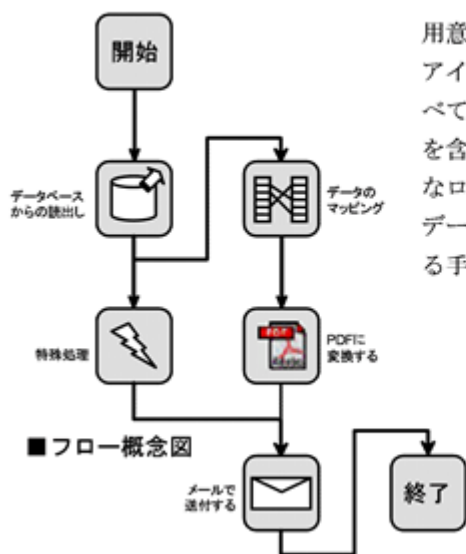 開始
用意
アイ
べて
を含
なロ
デー
る手
データベース
からの読出し
データの
マッピング
特殊処理
PDF
Adobe
PDFに
変換する
■フロー概念図
メールで
送付する
終了